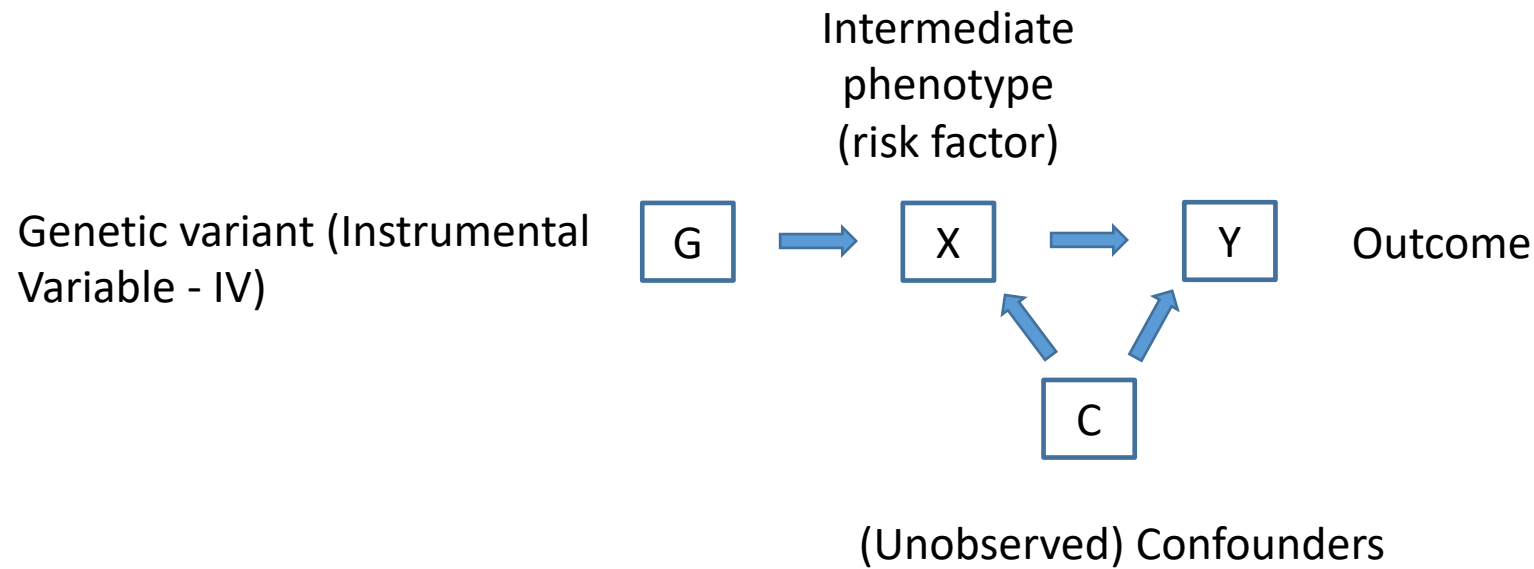 Intermediate
phenotype
(risk factor)
Genetic variant (Instrumental
Variable - IV)
G
X
Y
Outcome
C
(Unobserved) Confounders